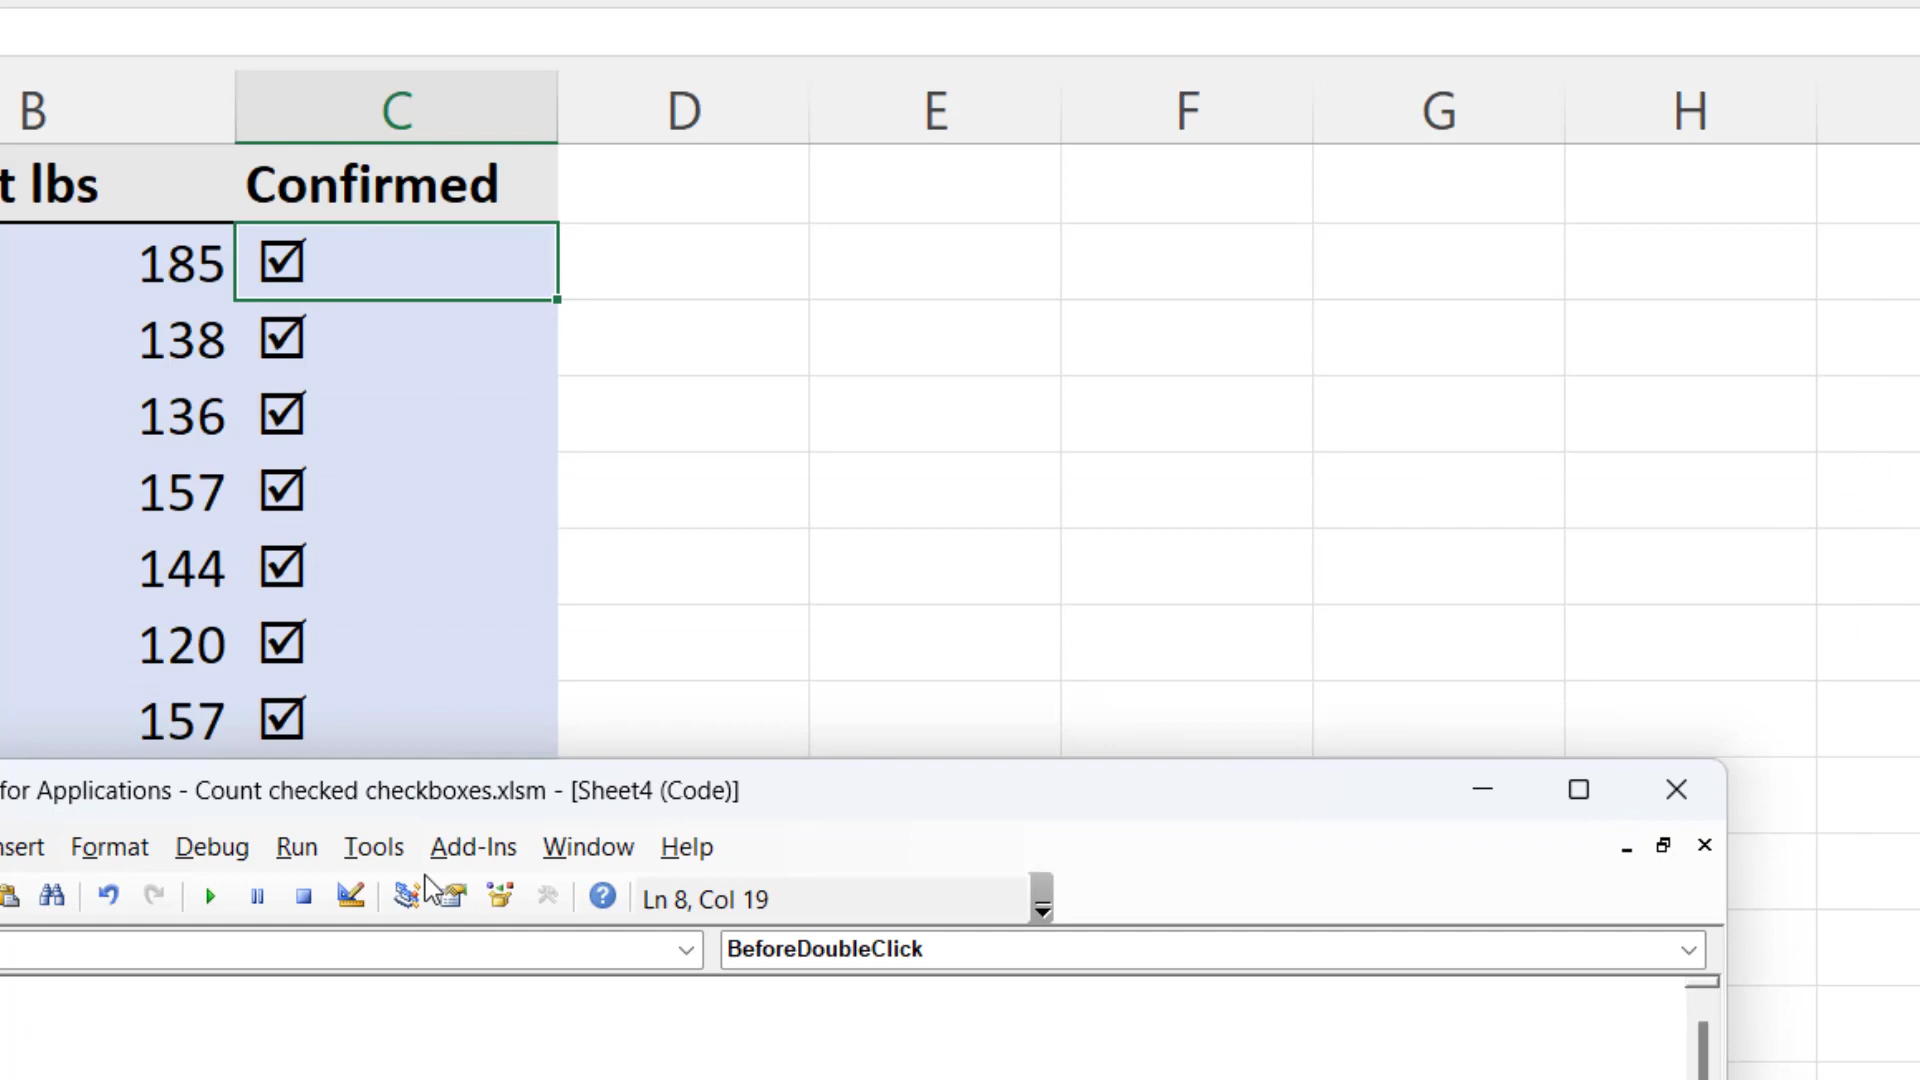 B C D E F G H
t lbs Confirmed
185 ☑
138 ☑
136 ☑
157 ☑
144 ☑
120 ☑
157 ☑
for Applications - Count checked checkboxes.xlsm - [Sheet4 (Code)]
nsert Format Debug Run Tools Add-Ins Window Help
Ln 8, Col 19
BeforeDoubleClick